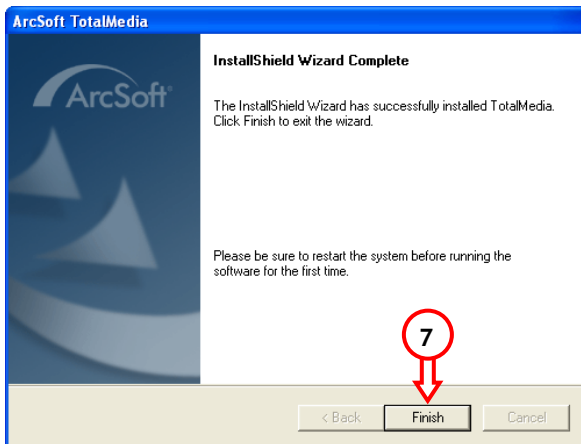 ArcSoft TotalMedia
ArcSoft®
InstallShield Wizard Complete
The InstallShield Wizard has successfully installed TotalMedia.
Click Finish to exit the wizard.
Please be sure to restart the system before running the
software for the first time.
7
< Back Finish Cancel